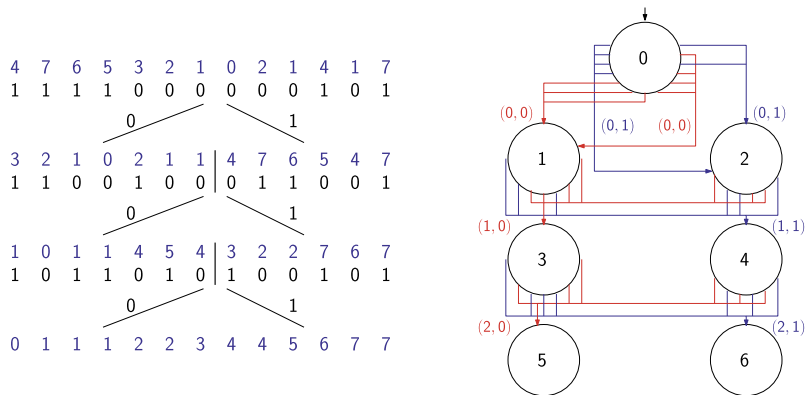 4 7 6 5 3 2 1 0 2 1 4 1 7
1 1 1 1 0 0 0 0 0 0 1 0 1
0 1
3 2 1 0 2 1 1 4 7 6 5 4 7
1 1 0 0 1 0 0 0 1 1 0 0 1
0 1
1 0 1 1 4 5 4 3 2 2 7 6 7
1 0 1 1 0 1 0 1 0 0 1 0 1
0 1
0 1 1 1 2 2 3 4 4 5 6 7 7
0
(0,0) (0,1) (0,0) (0,1)
1 2
(1,0) (1,1)
3 4
(2,0) (2,1)
5 6